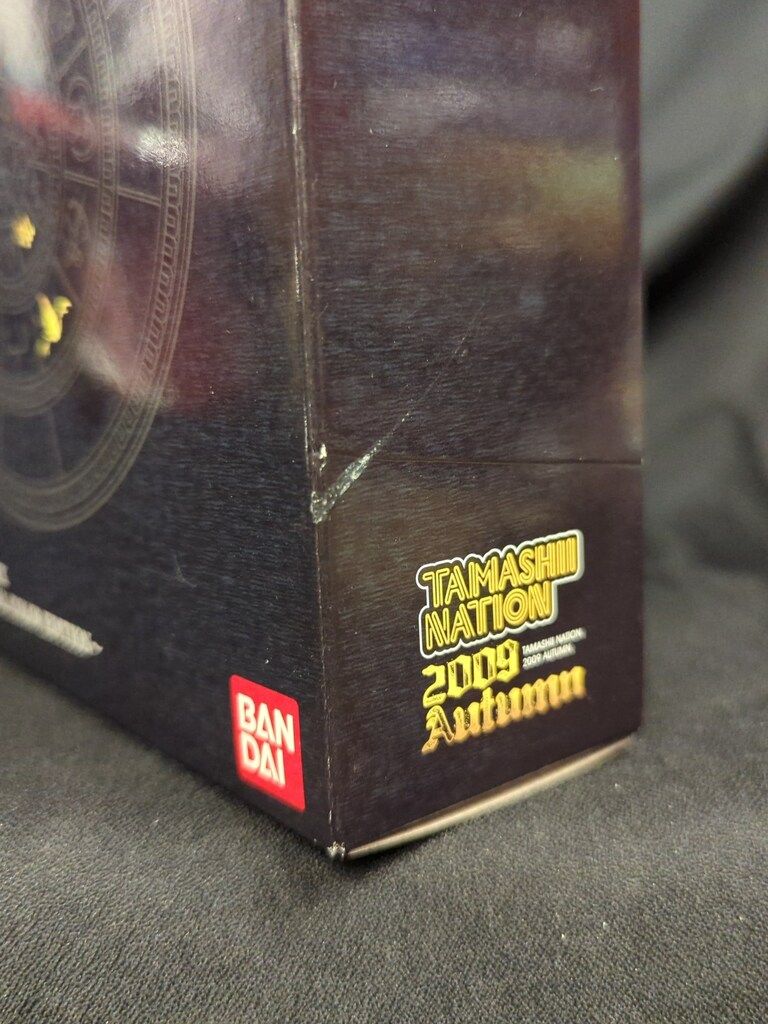 TAMASHII
NATION
2009
TAMASHII NATION
2009 AUTUMN
Autumn
BAN
DAI